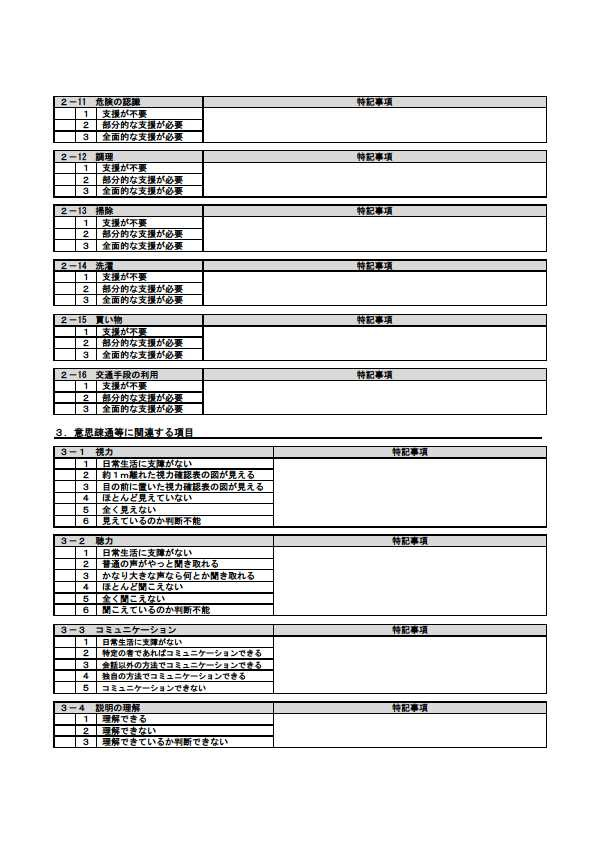 2－11　危険の認識　特記事項
1　支援が不要
2　部分的な支援が必要
3　全面的な支援が必要
2－12　調理　特記事項
1　支援が不要
2　部分的な支援が必要
3　全面的な支援が必要
2－13　掃除　特記事項
1　支援が不要
2　部分的な支援が必要
3　全面的な支援が必要
2－14　洗濯　特記事項
1　支援が不要
2　部分的な支援が必要
3　全面的な支援が必要
2－15　買い物　特記事項
1　支援が不要
2　部分的な支援が必要
3　全面的な支援が必要
2－16　交通手段の利用　特記事項
1　支援が不要
2　部分的な支援が必要
3　全面的な支援が必要
３．意思疎通等に関連する項目
3－1　視力　特記事項
1　日常生活に支障がない
2　約１ｍ離れた視力確認表の図が見える
3　目の前に置いた視力確認表の図が見える
4　ほとんど見えていない
5　全く見えない
6　見えているのか判断不能
3－2　聴力　特記事項
1　日常生活に支障がない
2　普通の声がやっと聞き取れる
3　かなり大きな声なら何とか聞き取れる
4　ほとんど聞こえない
5　全く聞こえない
6　聞こえているのか判断不能
3－3　コミュニケーション　特記事項
1　日常生活に支障がない
2　特定の者であればコミュニケーションできる
3　会話以外の方法でコミュニケーションできる
4　独自の方法でコミュニケーションできる
5　コミュニケーションできない
3－4　説明の理解　特記事項
1　理解できる
2　理解できない
3　理解できているか判断できない